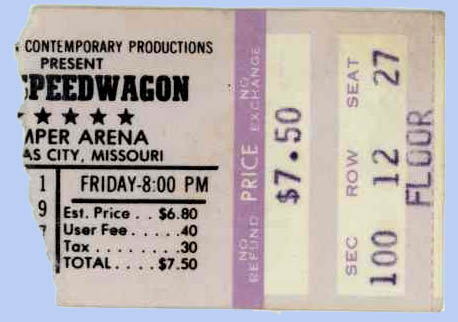 CONTEMPORARY PRODUCTIONS
PRESENT
SPEEDWAGON
★ ★ ★ ★ ★
MPER ARENA
AS CITY, MISSOURI
1 FRIDAY-8:00 PM
9 Est. Price . . $6.80
User Fee . . . . .40
Tax . . . . . . . .30
TOTAL . . . . $7.50
NO REFUND PRICE NO EXCHANGE
$7.50
SEC ROW SEAT
100 12 27
FLOOR